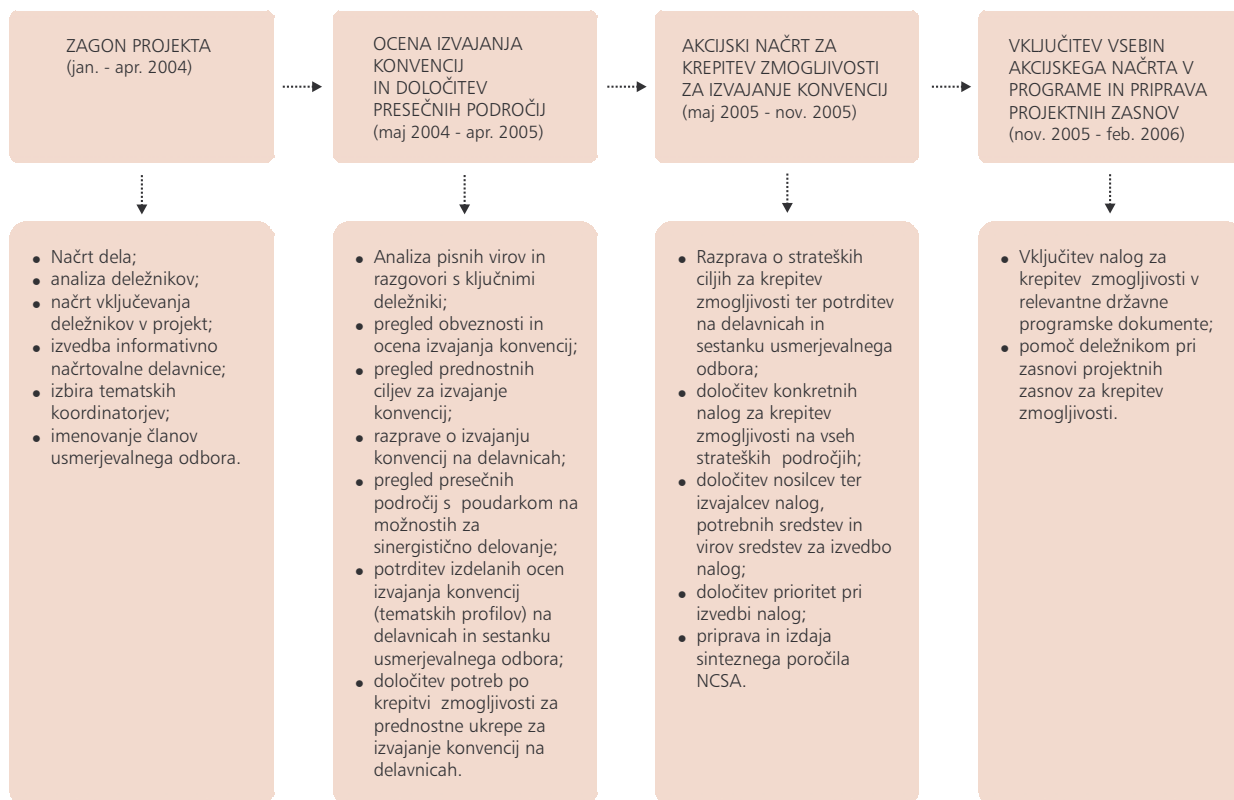 ZAGON PROJEKTA
(jan. - apr. 2004)
OCENA IZVAJANJA
KONVENCIJ
IN DOLOČITEV
PRESEČNIH PODROČIJ
(maj 2004 - apr. 2005)
AKCIJSKI NAČRT ZA
KREPITEV ZMOGLJIVOSTI
ZA IZVAJANJE KONVENCIJ
(maj 2005 - nov. 2005)
VKLJUČITEV VSEBIN
AKCIJSKEGA NAČRTA V
PROGRAME IN PRIPRAVA
PROJEKTNIH ZASNOV
(nov. 2005 - feb. 2006)
• Načrt dela;
• analiza deležnikov;
• načrt vključevanja
deležnikov v projekt;
• izvedba informativno
načrtovalne delavnice;
• izbira tematskih
koordinatorjev;
• imenovanje članov
usmerjevalnega odbora.
• Analiza pisnih virov in
razgovori s ključnimi
deležniki;
• pregled obveznosti in
ocena izvajanja konvencij;
• pregled prednostnih
ciljev za izvajanje
konvencij;
• razprave o izvajanju
konvencij na delavnicah;
• pregled presečnih
področij s poudarkom na
možnostih za
sinergistično delovanje;
• potrditev izdelanih ocen
izvajanja konvencij
(tematskih profilov) na
delavnicah in sestanku
usmerjevalnega odbora;
• določitev potreb po
krepitvi zmogljivosti za
prednostne ukrepe za
izvajanje konvencij na
delavnicah.
• Razprava o strateških
ciljih za krepitev
zmogljivosti ter potrditev
na delavnicah in
sestanku usmerjevalnega
odbora;
• določitev konkretnih
nalog za krepitev
zmogljivosti na vseh
strateških področjih;
• določitev nosilcev ter
izvajalcev nalog,
potrebnih sredstev in
virov sredstev za izvedbo
nalog;
• določitev prioritet pri
izvedbi nalog;
• priprava in izdaja
sinteznega poročila
NCSA.
• Vključitev nalog za
krepitev zmogljivosti v
relevantne državne
programske dokumente;
• pomoč deležnikom pri
zasnovi projektnih
zasnov za krepitev
zmogljivosti.